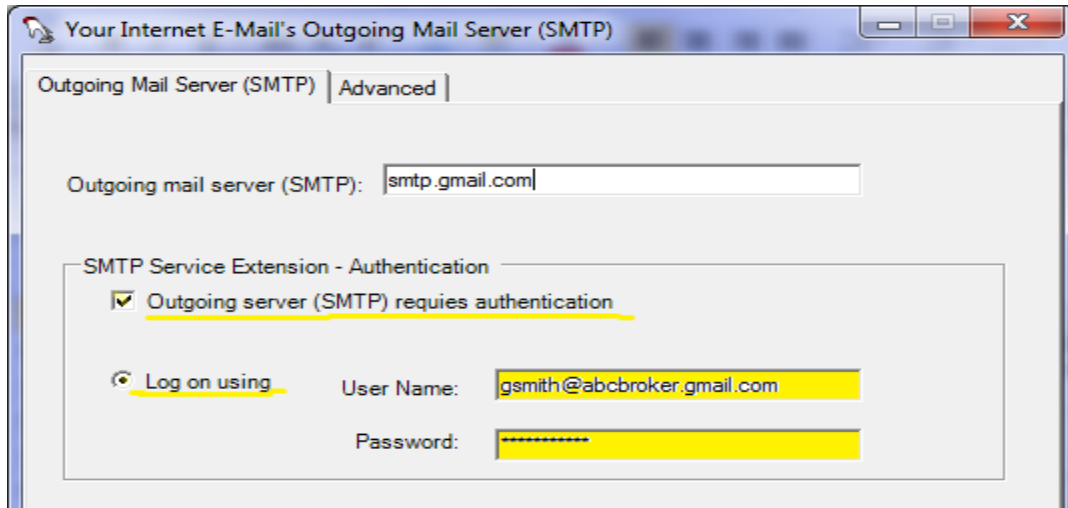 Your Internet E-Mail's Outgoing Mail Server (SMTP)
Outgoing Mail Server (SMTP) Advanced
Outgoing mail server (SMTP): smtp.gmail.com
SMTP Service Extension - Authentication
Outgoing server (SMTP) requies authentication
Log on using User Name: gsmith@abcbroker.gmail.com
Password: ***********